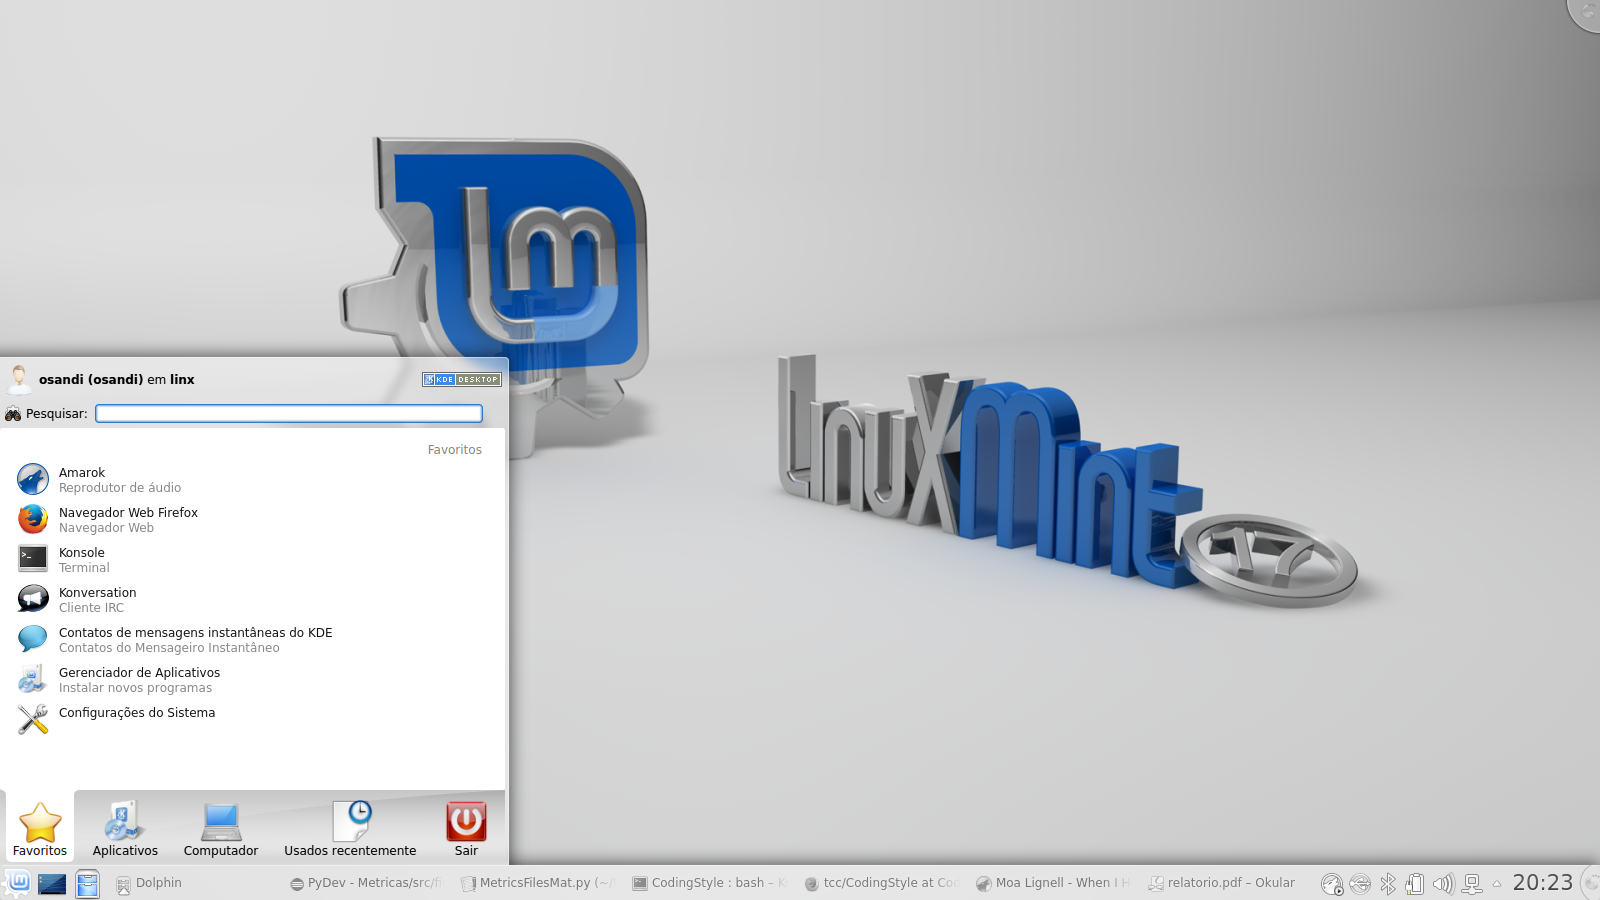 lm
LinuxMint
17
osandi (osandi) em linx
KDE DESKTOP
Pesquisar:
Favoritos
Amarok
Reprodutor de áudio
Navegador Web Firefox
Navegador Web
Konsole
Terminal
Konversation
Cliente IRC
Contatos de mensagens instantâneas do KDE
Contatos do Mensageiro Instantâneo
Gerenciador de Aplicativos
Instalar novos programas
Configurações do Sistema
Favoritos
Aplicativos
Computador
Usados recentemente
Sair
Dolphin
PyDev - Metricas/src/fi
MetricsFilesMat.py (~/
CodingStyle : bash – K
tcc/CodingStyle at Co
Moa Lignell - When I H
relatorio.pdf – Okular
20:23